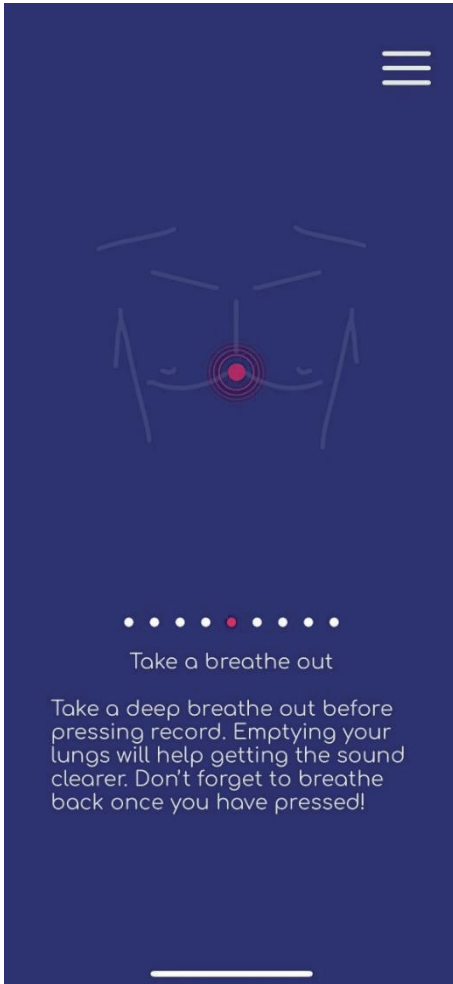 Take a breathe out
Take a deep breathe out before
pressing record. Emptying your
lungs will help getting the sound
clearer. Don't forget to breathe
back once you have pressed!